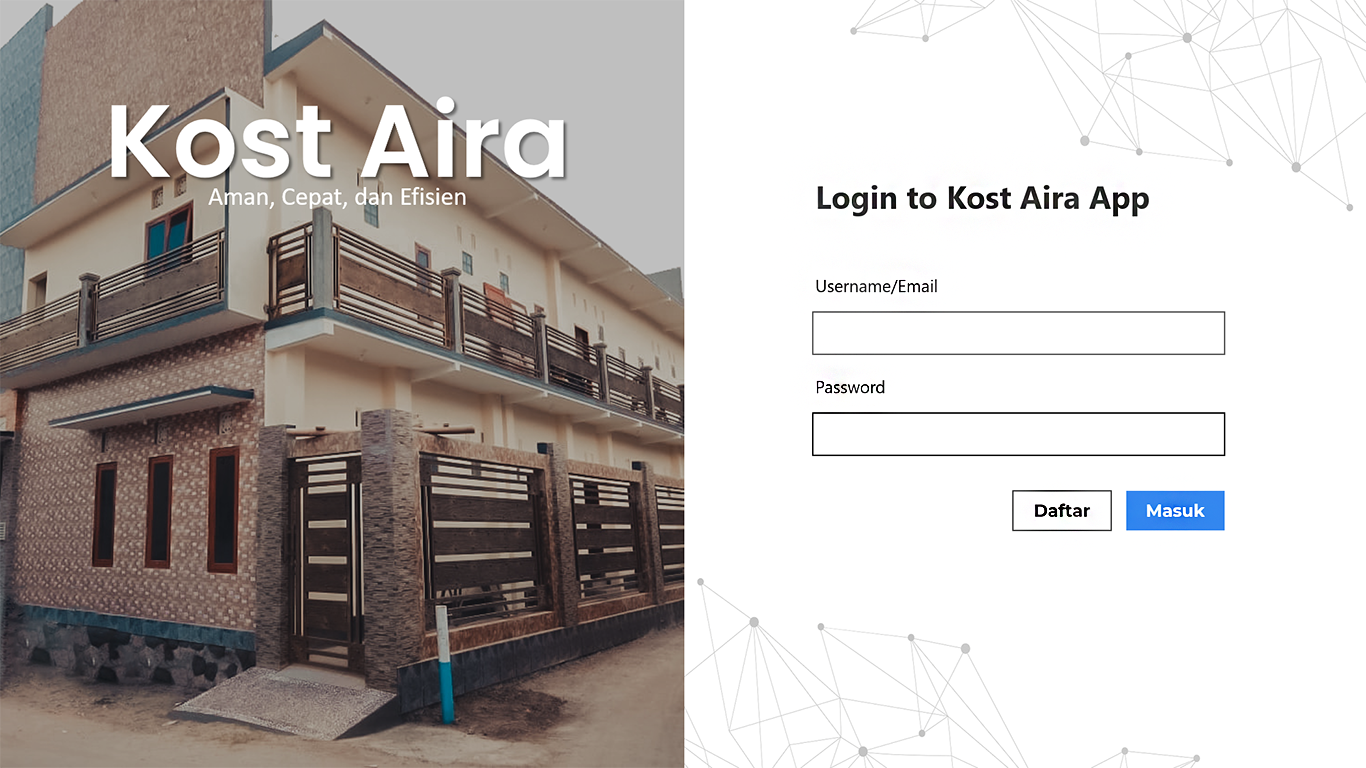 Kost Aira
Aman, Cepat, dan Efisien
Login to Kost Aira App
Username/Email
Password
Daftar
Masuk